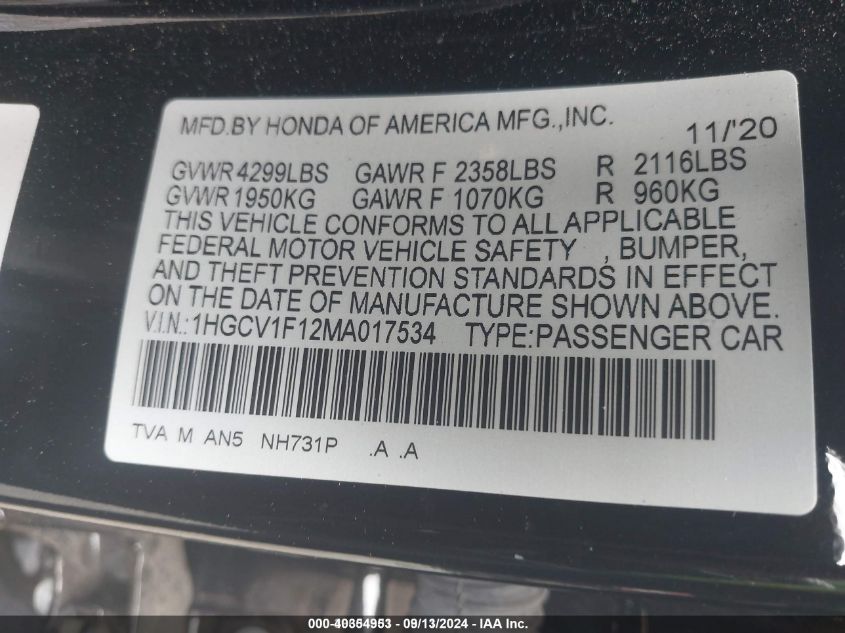 MFD.BY HONDA OF AMERICA MFG.,INC. 11/'20
GVWR 4299LBS GAWR F 2358LBS R 2116LBS
GVWR 1950KG GAWR F 1070KG R 960KG
THIS VEHICLE CONFORMS TO ALL APPLICABLE
FEDERAL MOTOR VEHICLE SAFETY , BUMPER,
AND THEFT PREVENTION STANDARDS IN EFFECT
ON THE DATE OF MANUFACTURE SHOWN ABOVE.
V.I.N.:1HGCV1F12MA017534 TYPE:PASSENGER CAR
TVA M AN5 NH731P .A .A
000-40354953 - 09/13/2024 - IAA Inc.